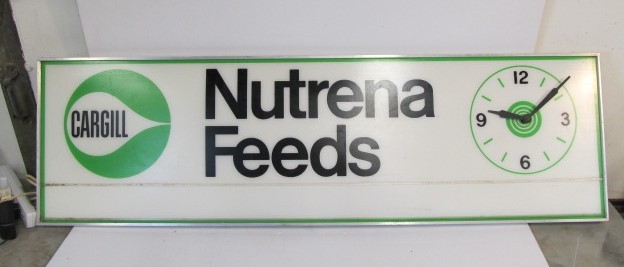 CARGILL
Nutrena
Feeds
12
9 3
6